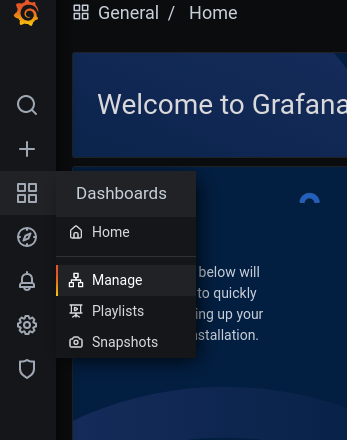 General / Home
Welcome to Grafana
Dashboards
Home
Manage
Playlists
Snapshots
below will
to quickly
ing up your
nstallation.